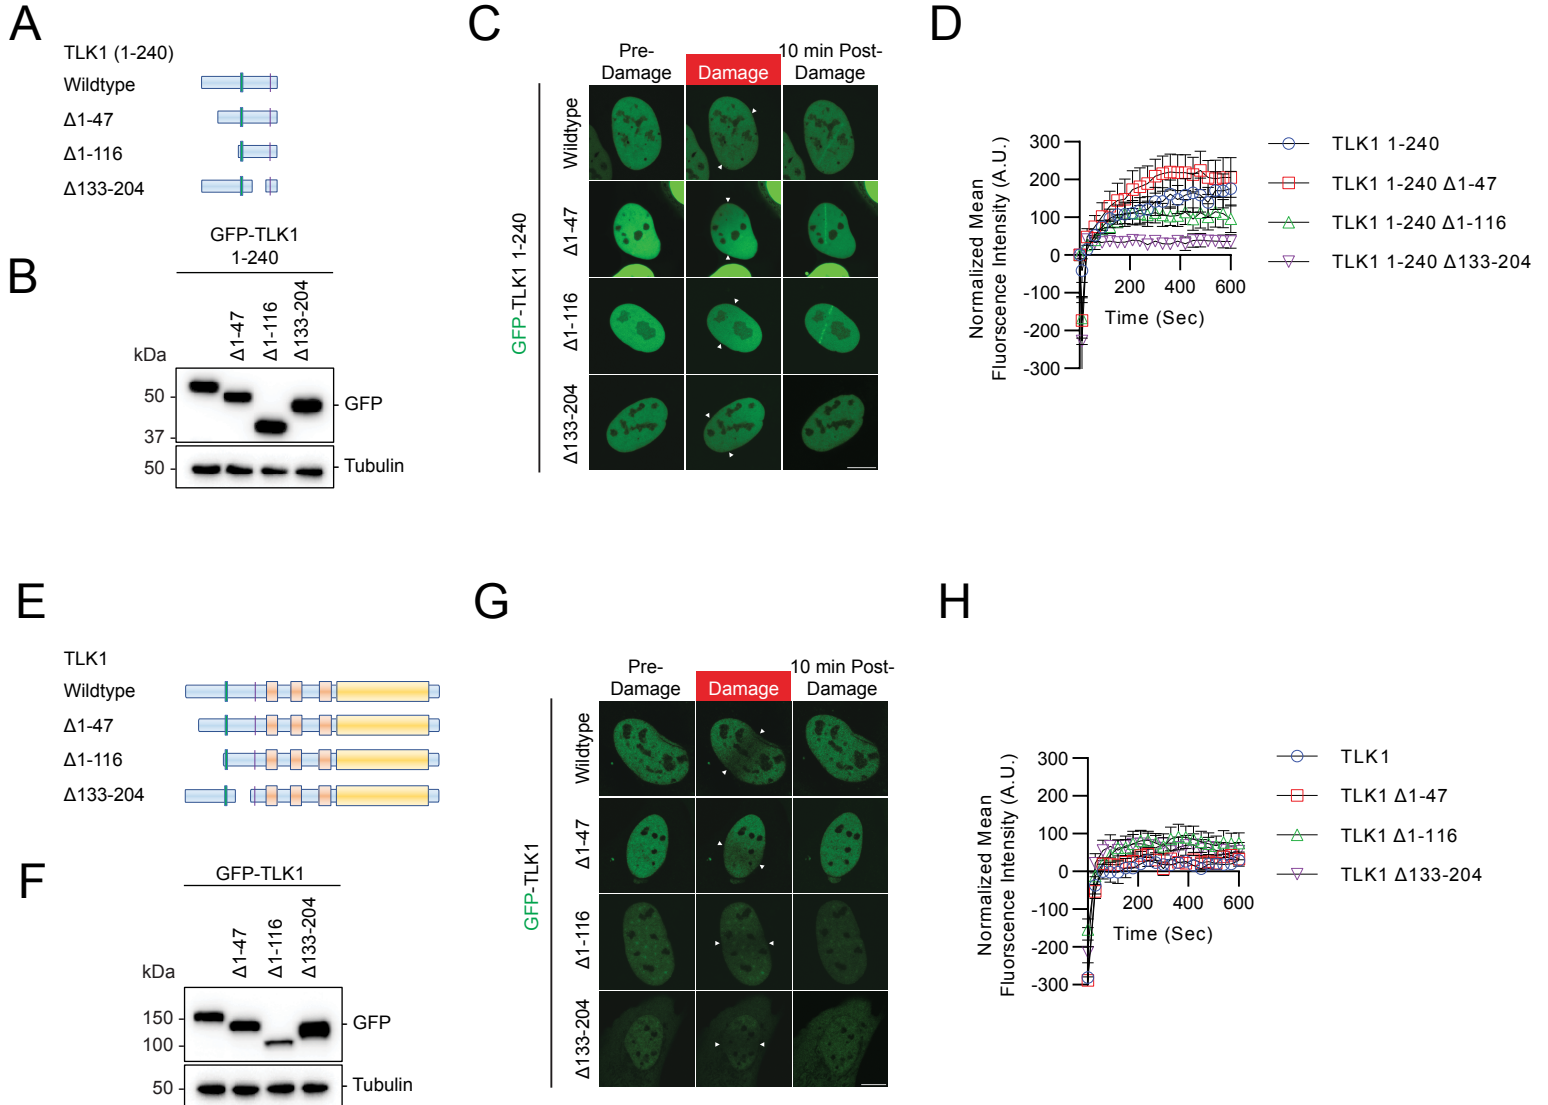 A
TLK1 (1-240)
Wildtype
Δ1-47
Δ1-116
Δ133-204
B
GFP-TLK1
1-240
Δ1-47
Δ1-116
Δ133-204
kDa
50
37
GFP
50
Tubulin
C
Pre-
Damage
Damage
10 min Post-
Damage
GFP-TLK1 1-240
Wildtype
Δ1-47
Δ1-116
Δ133-204
D
Normalized Mean
Fluorscence Intensity (A.U.)
300
200
100
0
-100
-200
-300
200 400 600
Time (Sec)
TLK1 1-240
TLK1 1-240 Δ1-47
TLK1 1-240 Δ1-116
TLK1 1-240 Δ133-204
E
TLK1
Wildtype
Δ1-47
Δ1-116
Δ133-204
F
GFP-TLK1
Δ1-47
Δ1-116
Δ133-204
kDa
150
100
GFP
50
Tubulin
G
Pre-
Damage
Damage
10 min Post-
Damage
GFP-TLK1
Wildtype
Δ1-47
Δ1-116
Δ133-204
H
Normalized Mean
Fluorscence Intensity (A.U.)
300
200
100
0
-100
-200
-300
200 400 600
Time (Sec)
TLK1
TLK1 Δ1-47
TLK1 Δ1-116
TLK1 Δ133-204